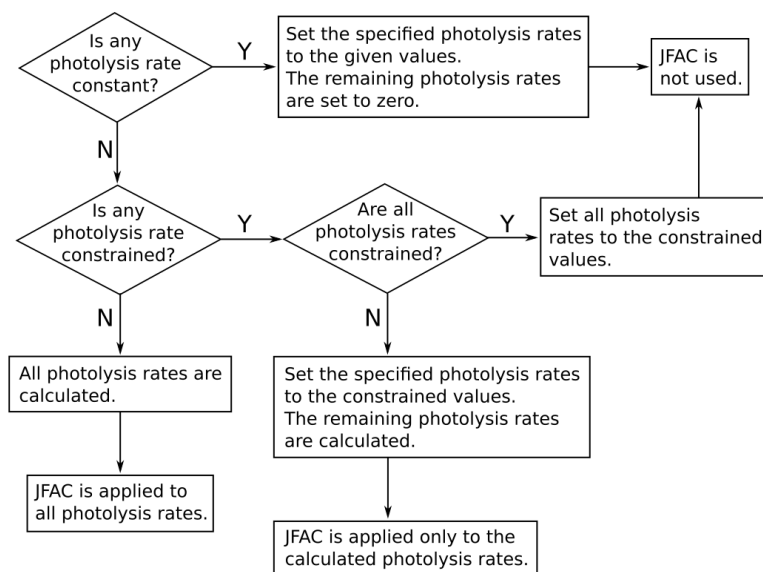 Is any
photolysis rate
constant?
Y
Set the specified photolysis rates
to the given values.
The remaining photolysis rates
are set to zero.
JFAC is
not used.
N
Is any
photolysis rate
constrained?
Y
Are all
photolysis rates
constrained?
Y
Set all photolysis
rates to the constrained
values.
N
N
All photolysis rates are
calculated.
Set the specified photolysis rates
to the constrained values.
The remaining photolysis rates
are calculated.
JFAC is applied to
all photolysis rates.
JFAC is applied only to the
calculated photolysis rates.